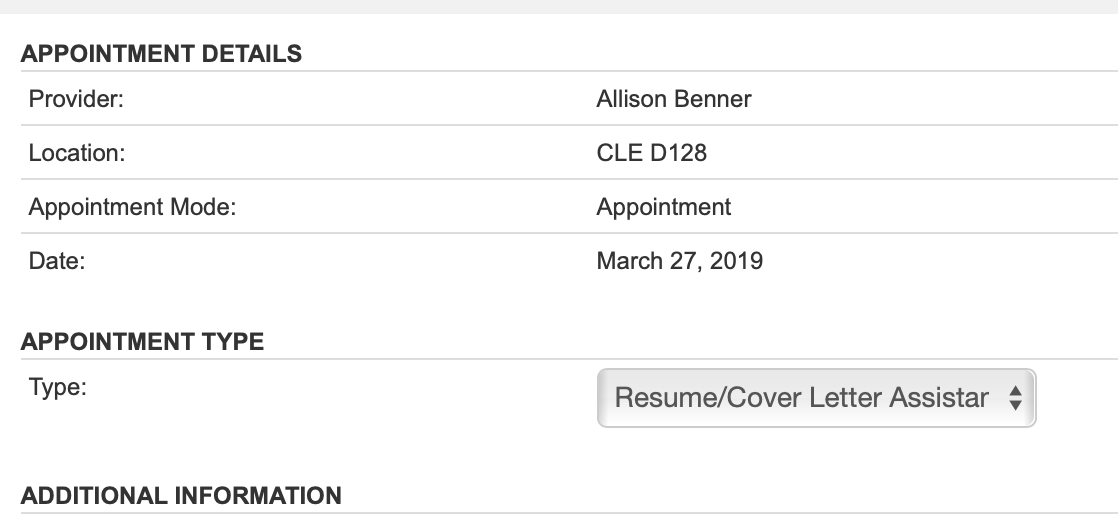 APPOINTMENT DETAILS
Provider: Allison Benner
Location: CLE D128
Appointment Mode: Appointment
Date: March 27, 2019
APPOINTMENT TYPE
Type: Resume/Cover Letter Assistar
ADDITIONAL INFORMATION